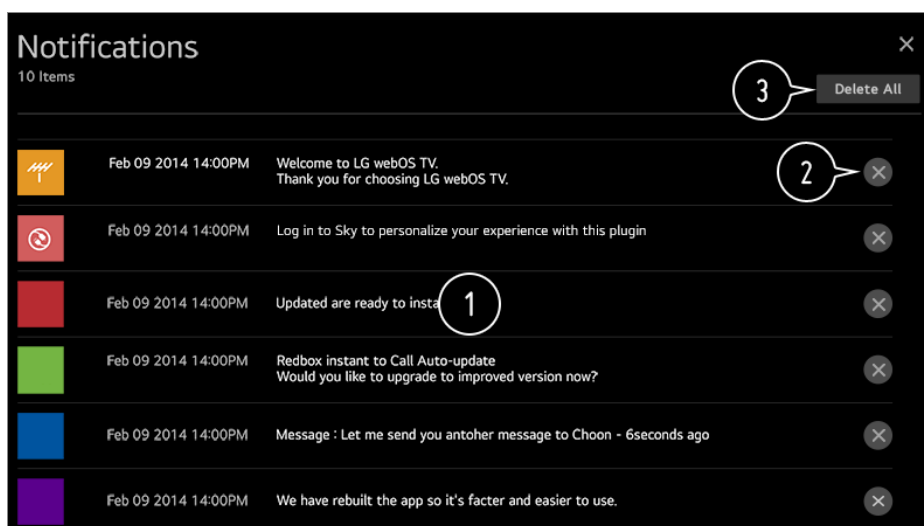 Notifications
10 Items
3
Delete All
Feb 09 2014 14:00PM
Welcome to LG webOS TV.
Thank you for choosing LG webOS TV.
2
Feb 09 2014 14:00PM
Log in to Sky to personalize your experience with this plugin
Feb 09 2014 14:00PM
Updated are ready to insta
1
Feb 09 2014 14:00PM
Redbox instant to Call Auto-update
Would you like to upgrade to improved version now?
Feb 09 2014 14:00PM
Message : Let me send you antoher message to Choon - 6seconds ago
Feb 09 2014 14:00PM
We have rebuilt the app so it's facter and easier to use.